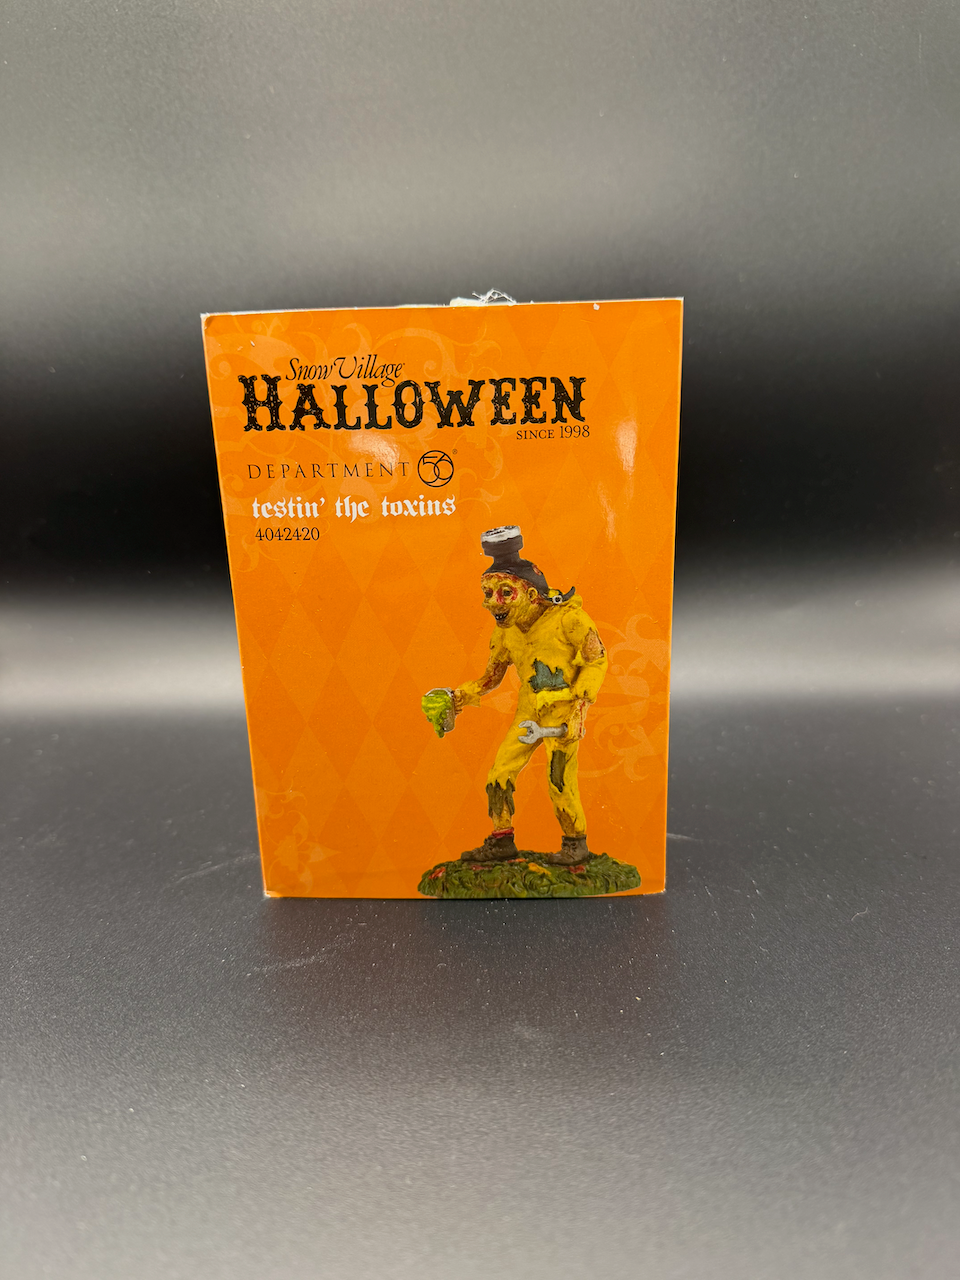 Snow Village
HALLOWEEN
SINCE 1998
DEPARTMENT 56®
testin' the toxins
4042420